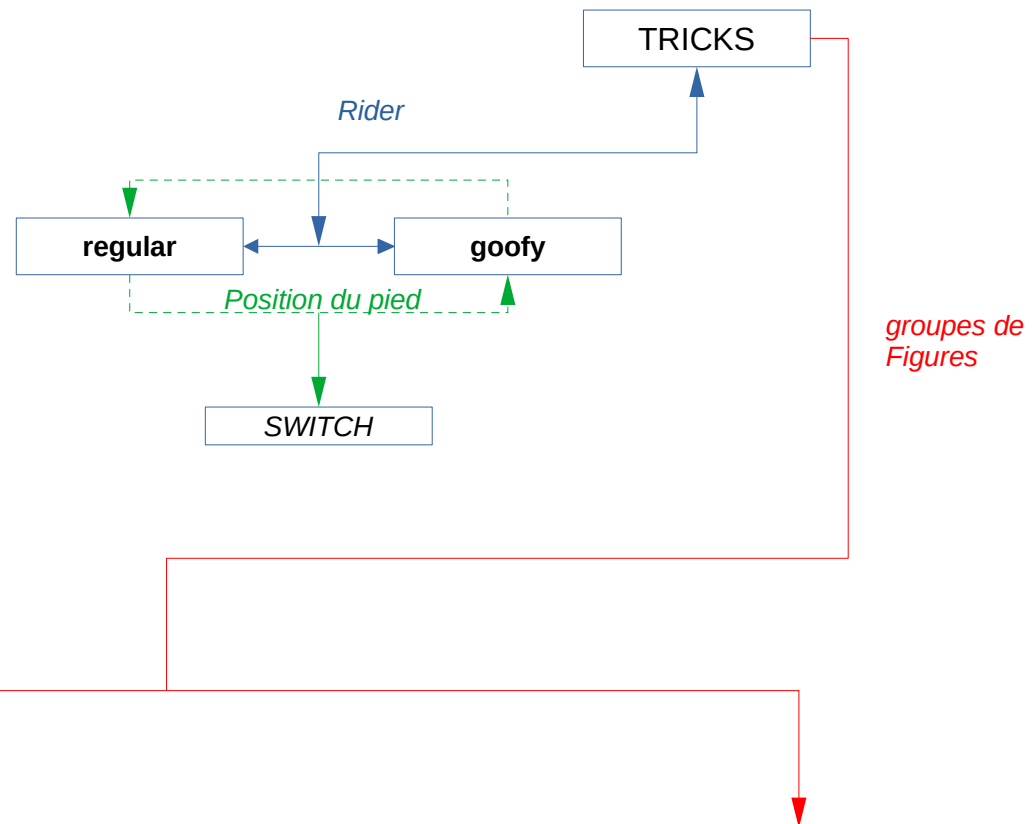 TRICKS
Rider
regular
goofy
Position du pied
groupes de
Figures
SWITCH